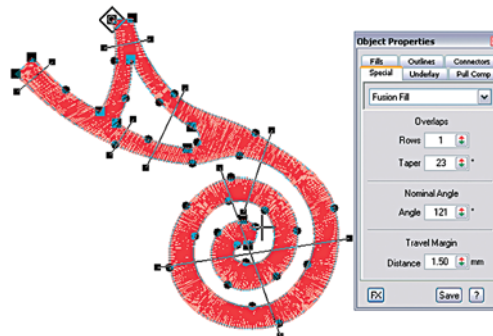 Object Properties
Fills Outlines Connectors
Special Underlay Pull Comp
Fusion Fill
Overlaps
Rows 1
Taper 23 °
Nominal Angle
Angle 121 °
Travel Margin
Distance 1.50 mm
FX Save ?